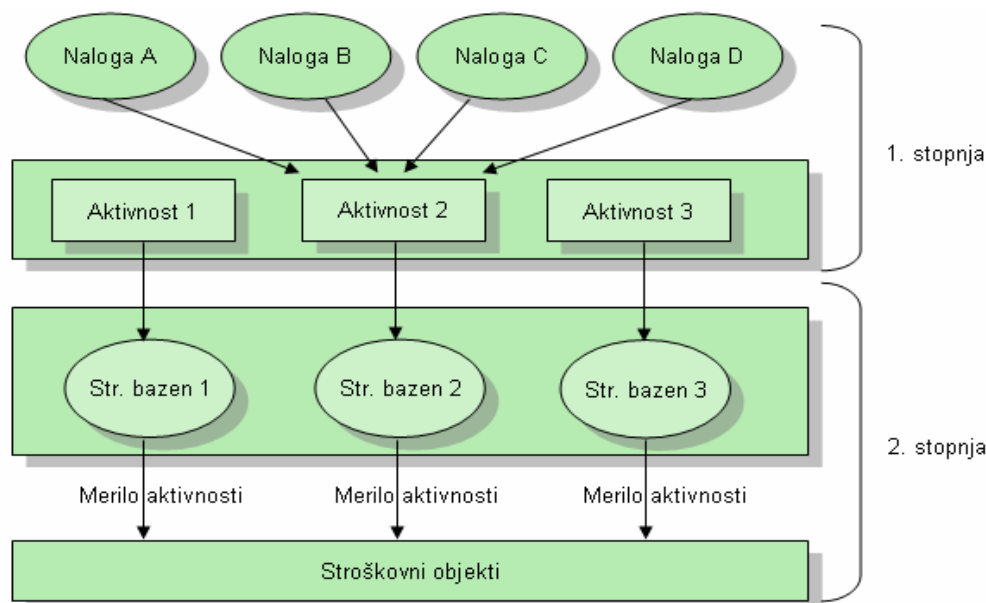 Naloga A
Naloga B
Naloga C
Naloga D
1. stopnja
Aktivnost 1
Aktivnost 2
Aktivnost 3
Str. bazen 1
Str. bazen 2
Str. bazen 3
2. stopnja
Merilo aktivnosti
Merilo aktivnosti
Merilo aktivnosti
Stroškovni objekti